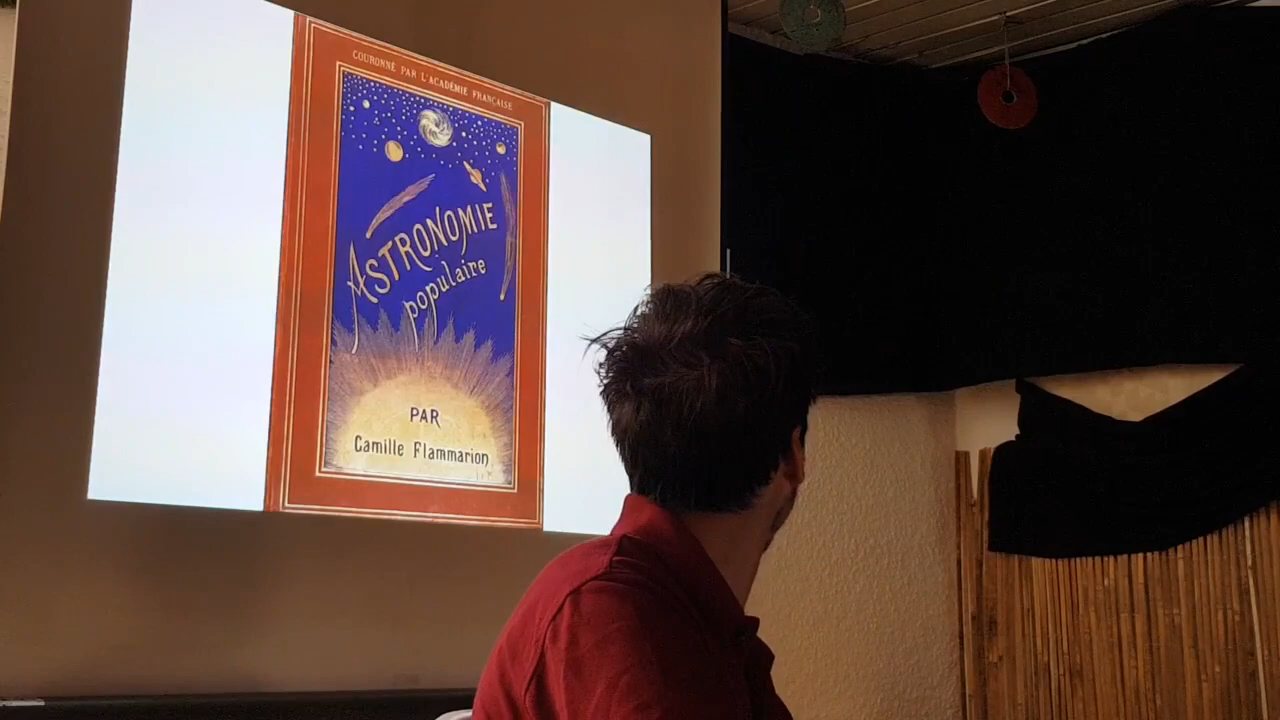 COURONNÉ PAR L'ACADÉMIE FRANÇAISE
ASTRONOMIE
populaire
PAR
Camille Flammarion